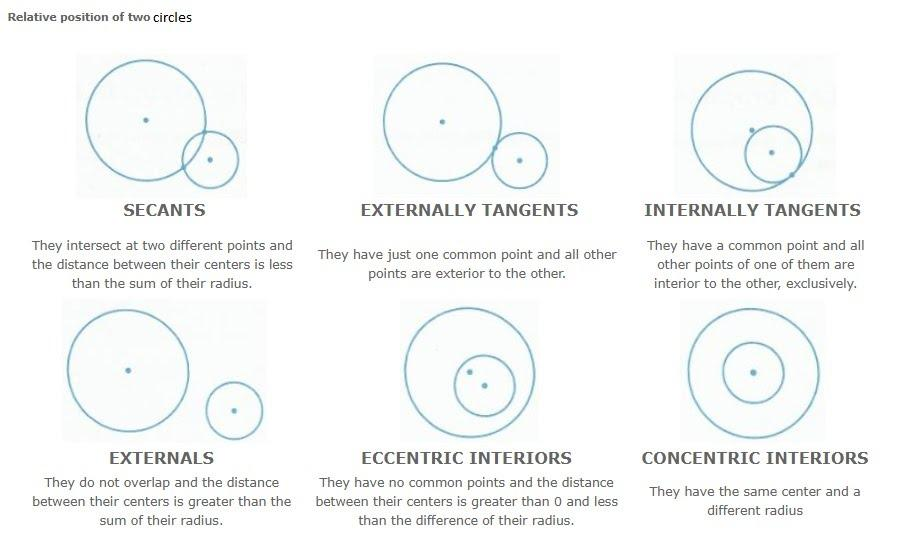 Relative position of two circles
SECANTS
They intersect at two different points and
the distance between their centers is less
than the sum of their radius.
EXTERNALLY TANGENTS
They have just one common point and all other
points are exterior to the other.
INTERNALLY TANGENTS
They have a common point and all
other points of one of them are
interior to the other, exclusively.
EXTERNALS
They do not overlap and the distance
between their centers is greater than the
sum of their radius.
ECCENTRIC INTERIORS
They have no common points and the distance
between their centers is greater than 0 and less
than the difference of their radius.
CONCENTRIC INTERIORS
They have the same center and a
different radius